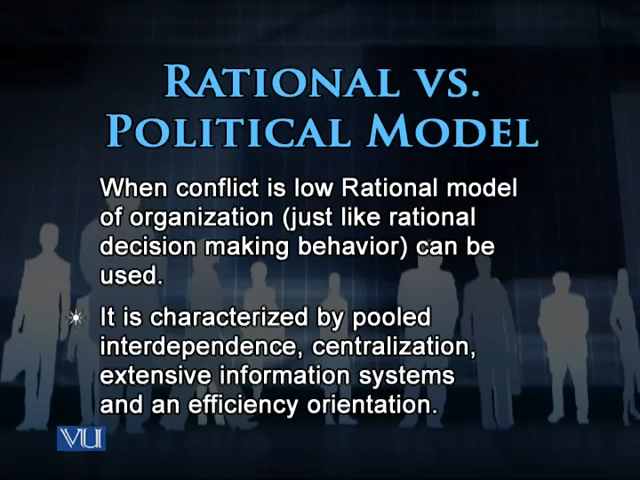 RATIONAL VS.
POLITICAL MODEL
When conflict is low Rational model
of organization (just like rational
decision making behavior) can be
used.
It is characterized by pooled
interdependence, centralization,
extensive information systems
and an efficiency orientation.
VU